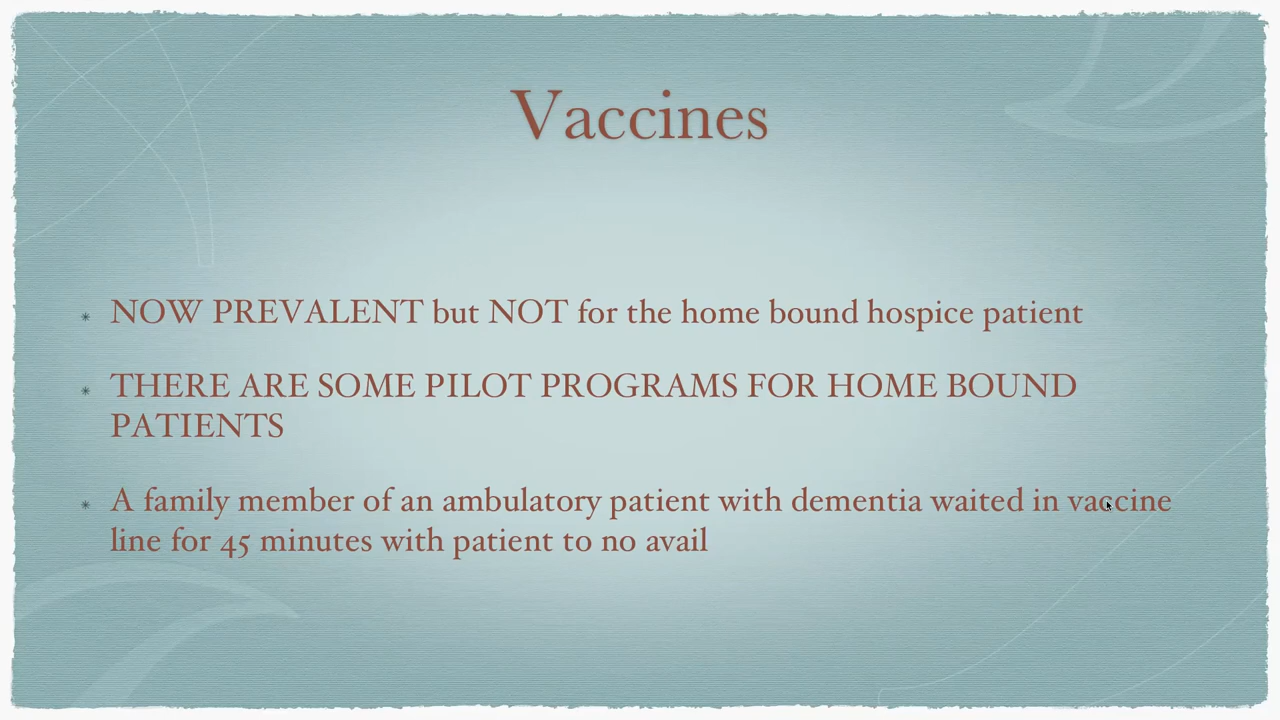 Vaccines
* NOW PREVALENT but NOT for the home bound hospice patient
* THERE ARE SOME PILOT PROGRAMS FOR HOME BOUND
PATIENTS
* A family member of an ambulatory patient with dementia waited in vaccine
line for 45 minutes with patient to no avail